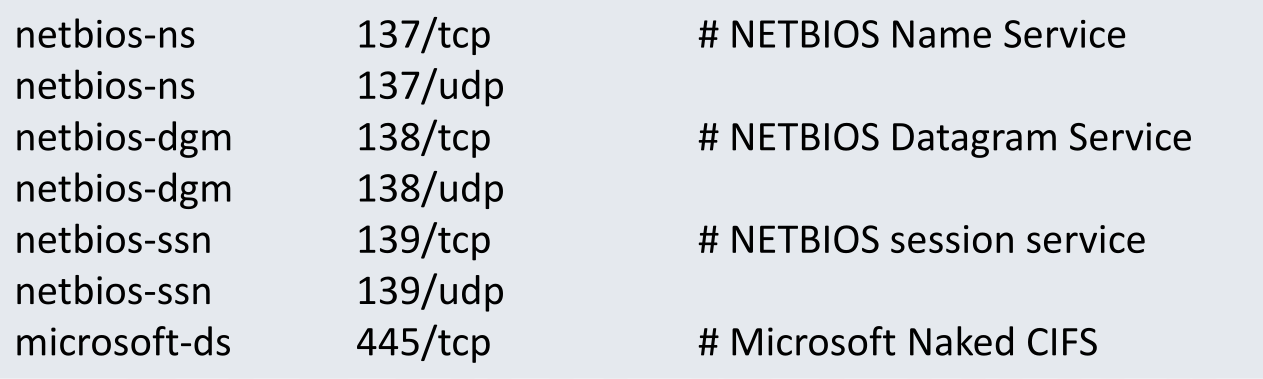 netbios-ns 137/tcp # NETBIOS Name Service
netbios-ns 137/udp
netbios-dgm 138/tcp # NETBIOS Datagram Service
netbios-dgm 138/udp
netbios-ssn 139/tcp # NETBIOS session service
netbios-ssn 139/udp
microsoft-ds 445/tcp # Microsoft Naked CIFS